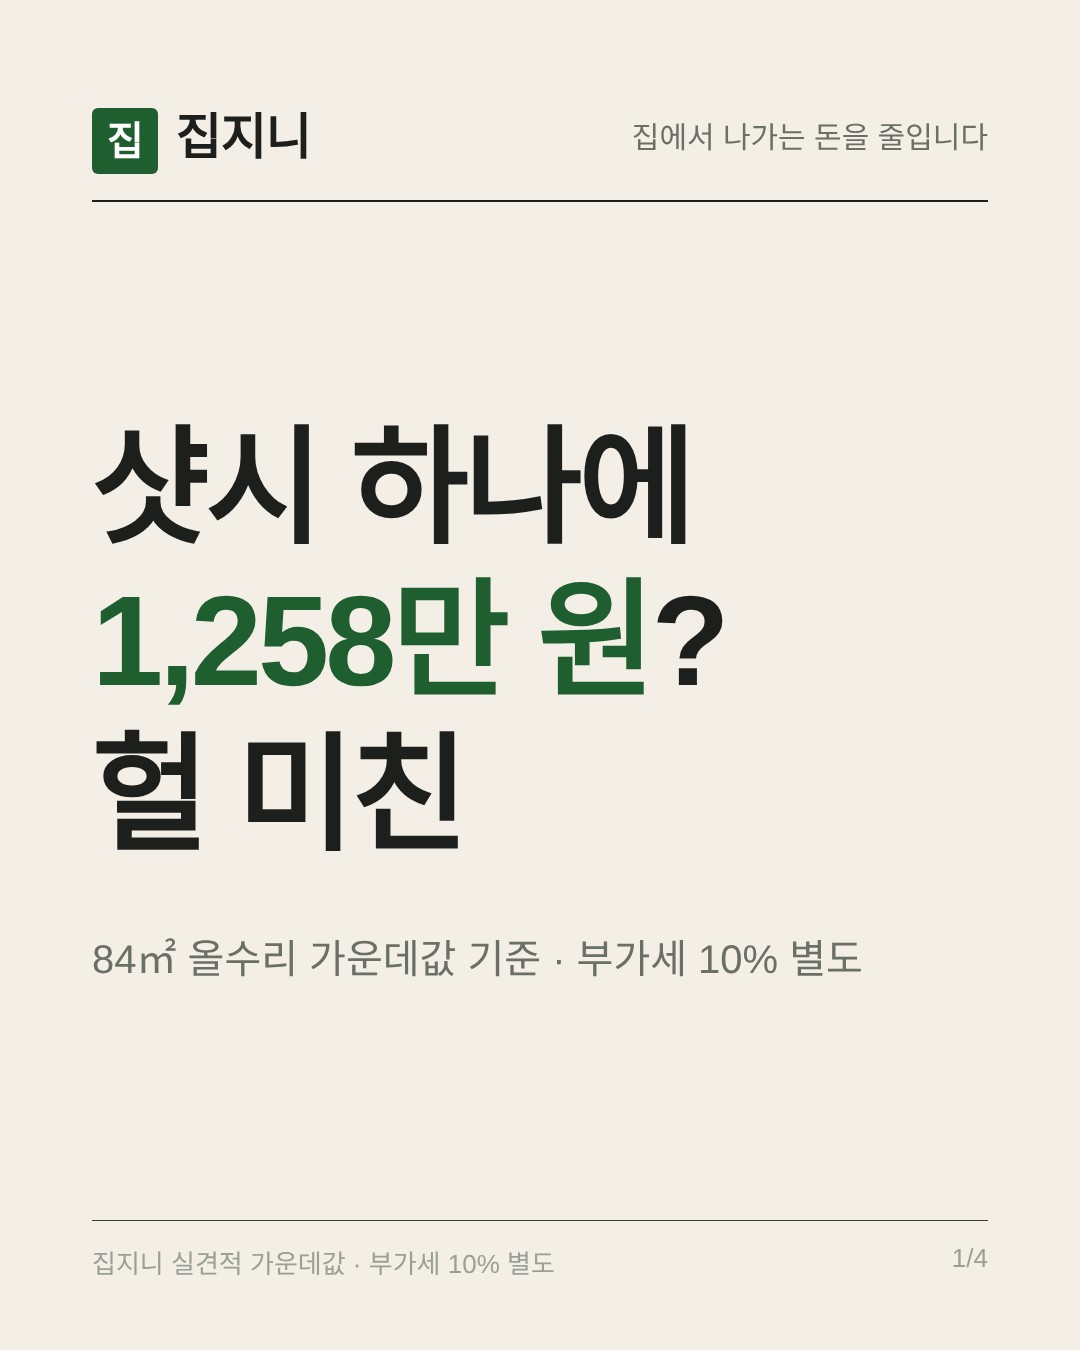 집 집지니
집에서 나가는 돈을 줄입니다
샷시 하나에
1,258만 원?
헐 미친
84㎡ 올수리 가운데값 기준 · 부가세 10% 별도
집지니 실견적 가운데값 · 부가세 10% 별도
1/4